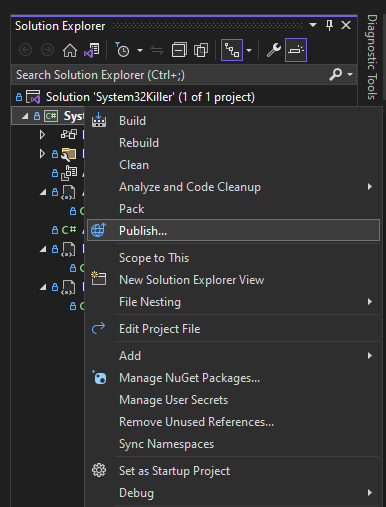 Solution Explorer
Search Solution Explorer (Ctrl+;)
Solution 'System32Killer' (1 of 1 project)
C#
Build
Rebuild
Clean
Analyze and Code Cleanup
Pack
Publish...
Scope to This
New Solution Explorer View
File Nesting
Edit Project File
Add
Manage NuGet Packages...
Manage User Secrets
Remove Unused References...
Sync Namespaces
Set as Startup Project
Debug
Diagnostic Tools